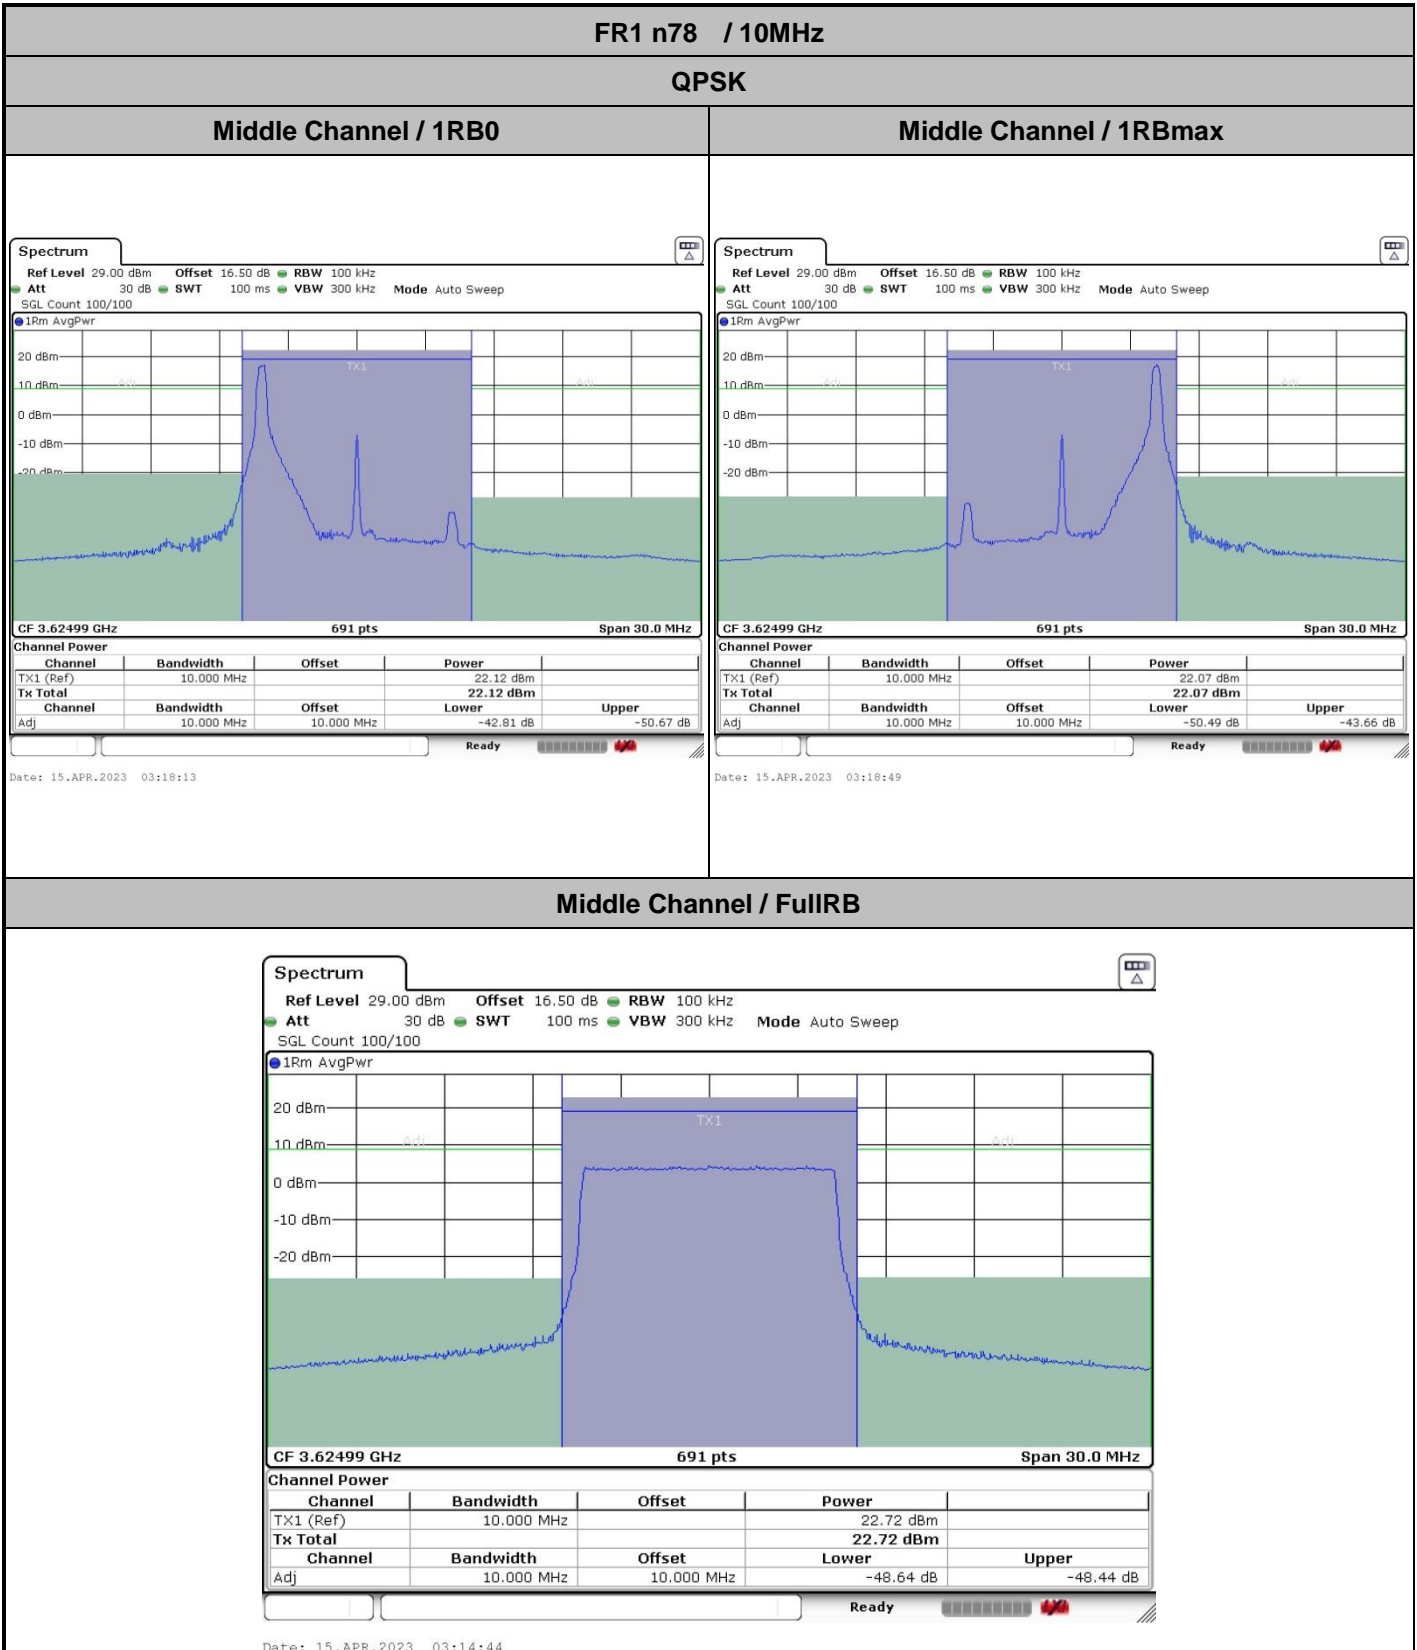 FR1 n78 / 10MHz
QPSK
Middle Channel / 1RB0
Middle Channel / 1RBmax
Spectrum
Ref Level 29.00 dBm Offset 16.50 dB RBW 100 kHz
Att 30 dB SWT 100 ms VBW 300 kHz Mode Auto Sweep
SGL Count 100/100
1Rm AvgPwr
20 dBm
TX1
10 dBm
Adj
Adj
0 dBm
-10 dBm
-20 dBm
CF 3.62499 GHz 691 pts Span 30.0 MHz
Channel Power
Channel Bandwidth Offset Power
TX1 (Ref) 10.000 MHz 22.12 dBm
Tx Total 22.12 dBm
Channel Bandwidth Offset Lower Upper
Adj 10.000 MHz 10.000 MHz -42.81 dB -50.67 dB
Ready
Date: 15.APR.2023 03:18:13
Spectrum
Ref Level 29.00 dBm Offset 16.50 dB RBW 100 kHz
Att 30 dB SWT 100 ms VBW 300 kHz Mode Auto Sweep
SGL Count 100/100
1Rm AvgPwr
20 dBm
TX1
10 dBm
Adj
Adj
0 dBm
-10 dBm
-20 dBm
CF 3.62499 GHz 691 pts Span 30.0 MHz
Channel Power
Channel Bandwidth Offset Power
TX1 (Ref) 10.000 MHz 22.07 dBm
Tx Total 22.07 dBm
Channel Bandwidth Offset Lower Upper
Adj 10.000 MHz 10.000 MHz -50.49 dB -43.66 dB
Ready
Date: 15.APR.2023 03:18:49
Middle Channel / FullRB
Spectrum
Ref Level 29.00 dBm Offset 16.50 dB RBW 100 kHz
Att 30 dB SWT 100 ms VBW 300 kHz Mode Auto Sweep
SGL Count 100/100
1Rm AvgPwr
20 dBm
TX1
10 dBm
Adj
Adj
0 dBm
-10 dBm
-20 dBm
CF 3.62499 GHz 691 pts Span 30.0 MHz
Channel Power
Channel Bandwidth Offset Power
TX1 (Ref) 10.000 MHz 22.72 dBm
Tx Total 22.72 dBm
Channel Bandwidth Offset Lower Upper
Adj 10.000 MHz 10.000 MHz -48.64 dB -48.44 dB
Ready
Date: 15.APR.2023 03:14:44